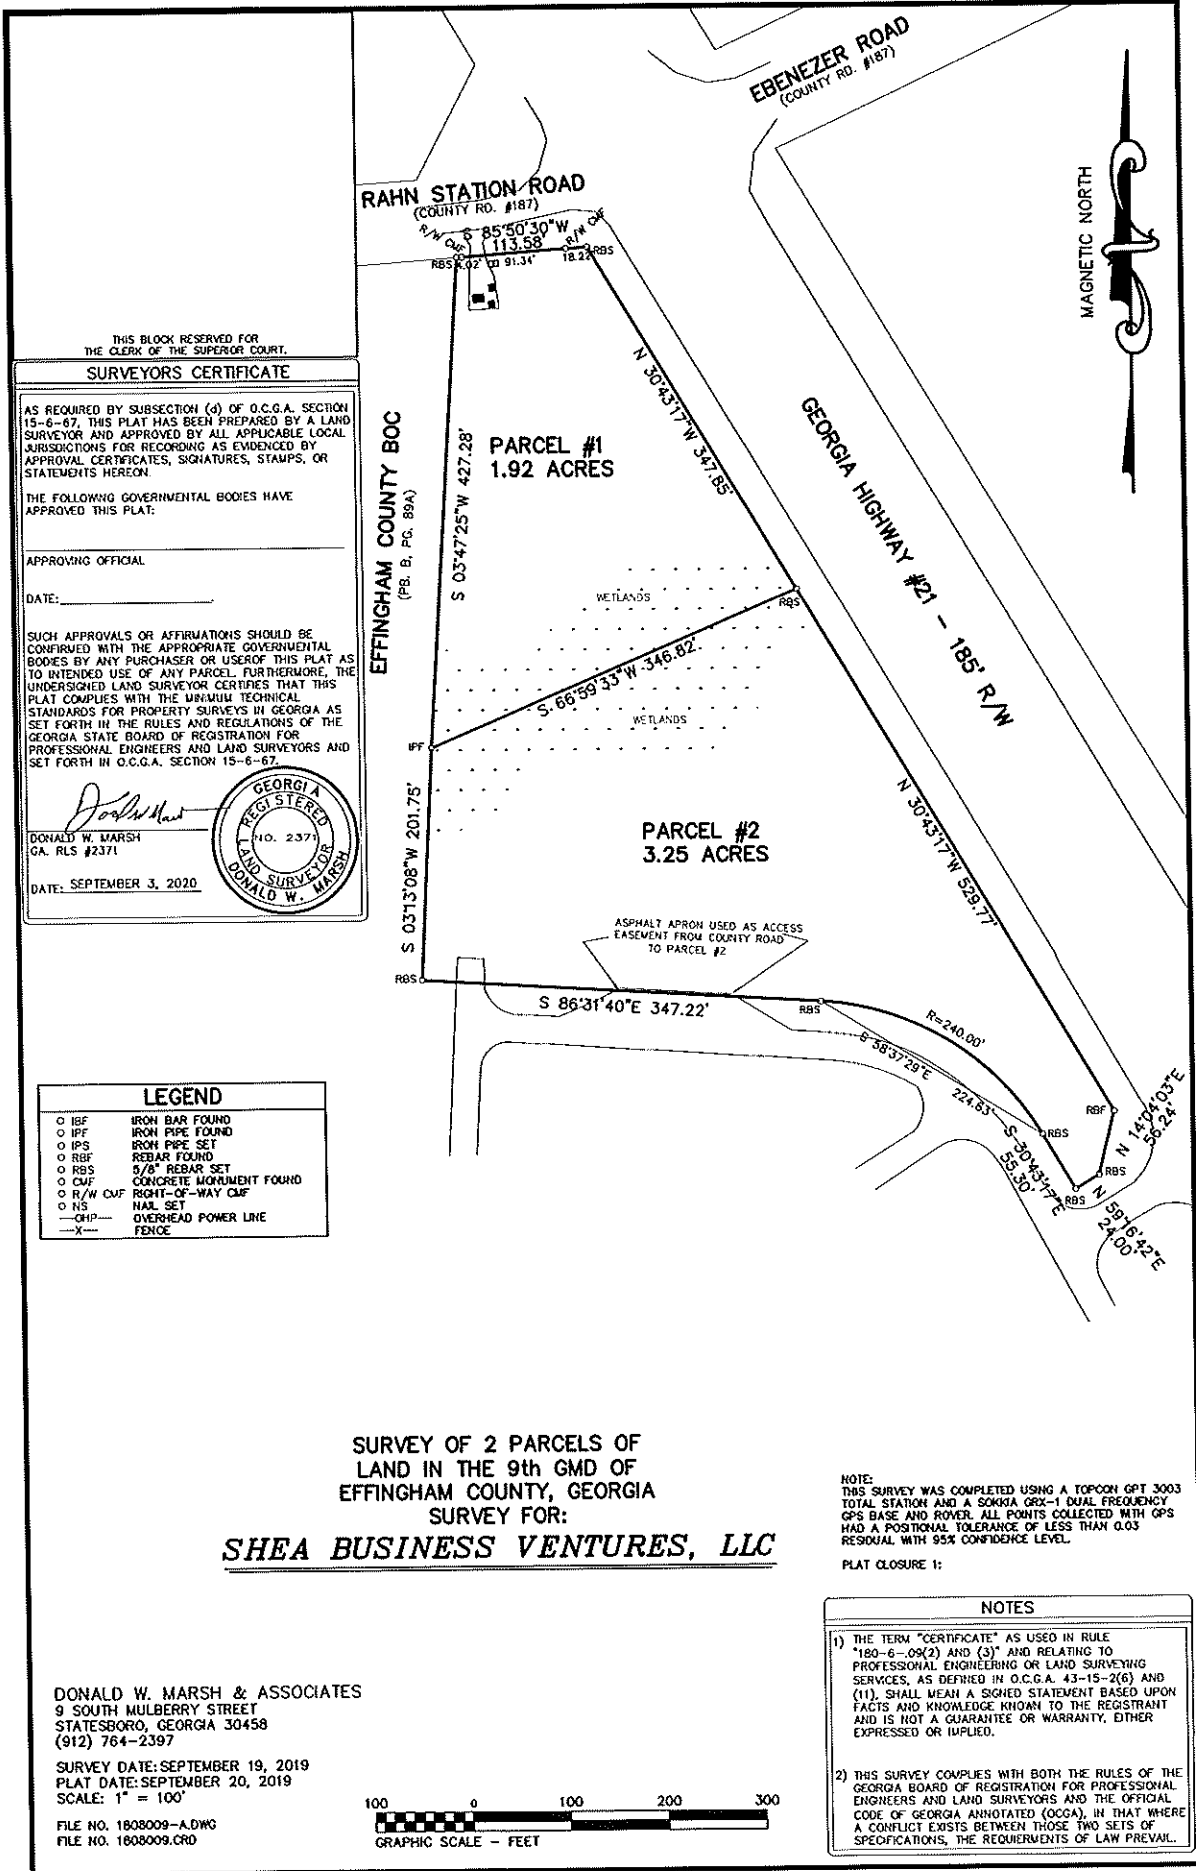 EBENEZER ROAD
(COUNTY RD. #187)
RAHN STATION ROAD
(COUNTY RD. #187)
R/W CMF
S 85°50'30"W
113.58'
R/W CMF
RBS
4.02'
91.34'
18.22'
RBS
MAGNETIC NORTH
THIS BLOCK RESERVED FOR
THE CLERK OF THE SUPERIOR COURT.
SURVEYORS CERTIFICATE
AS REQUIRED BY SUBSECTION (d) OF O.C.G.A. SECTION
15-6-67, THIS PLAT HAS BEEN PREPARED BY A LAND
SURVEYOR AND APPROVED BY ALL APPLICABLE LOCAL
JURISDICTIONS FOR RECORDING AS EVIDENCED BY
APPROVAL CERTIFICATES, SIGNATURES, STAMPS, OR
STATEMENTS HEREON.
THE FOLLOWING GOVERNMENTAL BODIES HAVE
APPROVED THIS PLAT:
APPROVING OFFICIAL
DATE:
SUCH APPROVALS OR AFFIRMATIONS SHOULD BE
CONFIRMED WITH THE APPROPRIATE GOVERNMENTAL
BODIES BY ANY PURCHASER OR USEROF THIS PLAT AS
TO INTENDED USE OF ANY PARCEL. FURTHERMORE, THE
UNDERSIGNED LAND SURVEYOR CERTIFIES THAT THIS
PLAT COMPLIES WITH THE MINIMUM TECHNICAL
STANDARDS FOR PROPERTY SURVEYS IN GEORGIA AS
SET FORTH IN THE RULES AND REGULATIONS OF THE
GEORGIA STATE BOARD OF REGISTRATION FOR
PROFESSIONAL ENGINEERS AND LAND SURVEYORS AND
SET FORTH IN O.C.G.A. SECTION 15-6-67.
DONALD W. MARSH
GA. RLS #2371
DATE: SEPTEMBER 3, 2020
GEORGIA
REGISTERED
NO. 2371
LAND SURVEYOR
DONALD W. MARSH
EFFINGHAM COUNTY BOC
(PB. B, PG. 89A)
S 03°47'25"W 427.28'
PARCEL #1
1.92 ACRES
N 30°43'17"W 347.85'
GEORGIA HIGHWAY #21 - 185' R/W
WETLANDS
RBS
S 66°59'33"W 346.82'
WETLANDS
IPF
S 03°13'08"W 201.75'
PARCEL #2
3.25 ACRES
N 30°43'17"W 529.77'
ASPHALT APRON USED AS ACCESS
EASEMENT FROM COUNTY ROAD
TO PARCEL #2
RBS
S 86°31'40"E 347.22'
RBS
R=240.00'
S 58°37'29"E
224.63'
RBF
N 14°04'03"E
56.24'
RBS
S 30°43'17"E
55.30'
RBS
RBS
N 59°16'42"E
24.00'
LEGEND
O IBF IRON BAR FOUND
O IPF IRON PIPE FOUND
O IPS IRON PIPE SET
O RBF REBAR FOUND
O RBS 5/8" REBAR SET
O CMF CONCRETE MONUMENT FOUND
O R/W CMF RIGHT-OF-WAY CMF
O NS NAIL SET
—OHP— OVERHEAD POWER LINE
—X— FENCE
SURVEY OF 2 PARCELS OF
LAND IN THE 9th GMD OF
EFFINGHAM COUNTY, GEORGIA
SURVEY FOR:
SHEA BUSINESS VENTURES, LLC
NOTE:
THIS SURVEY WAS COMPLETED USING A TOPCON GPT 3003
TOTAL STATION AND A SOKKIA GRX-1 DUAL FREQUENCY
GPS BASE AND ROVER. ALL POINTS COLLECTED WITH GPS
HAD A POSITIONAL TOLERANCE OF LESS THAN 0.03
RESIDUAL WITH 95% CONFIDENCE LEVEL.
PLAT CLOSURE 1:
NOTES
1) THE TERM "CERTIFICATE" AS USED IN RULE
"180-6-.09(2) AND (3)" AND RELATING TO
PROFESSIONAL ENGINEERING OR LAND SURVEYING
SERVICES, AS DEFINED IN O.C.G.A. 43-15-2(6) AND
(11), SHALL MEAN A SIGNED STATEMENT BASED UPON
FACTS AND KNOWLEDGE KNOWN TO THE REGISTRANT
AND IS NOT A GUARANTEE OR WARRANTY, EITHER
EXPRESSED OR IMPLIED.
2) THIS SURVEY COMPLIES WITH BOTH THE RULES OF THE
GEORGIA BOARD OF REGISTRATION FOR PROFESSIONAL
ENGINEERS AND LAND SURVEYORS AND THE OFFICIAL
CODE OF GEORGIA ANNOTATED (OCGA), IN THAT WHERE
A CONFLICT EXISTS BETWEEN THOSE TWO SETS OF
SPECIFICATIONS, THE REQUIERMENTS OF LAW PREVAIL.
DONALD W. MARSH & ASSOCIATES
9 SOUTH MULBERRY STREET
STATESBORO, GEORGIA 30458
(912) 764-2397
SURVEY DATE: SEPTEMBER 19, 2019
PLAT DATE: SEPTEMBER 20, 2019
SCALE: 1" = 100'
FILE NO. 1808009-A.DWG
FILE NO. 1808009.CRD
100 0 100 200 300
GRAPHIC SCALE - FEET